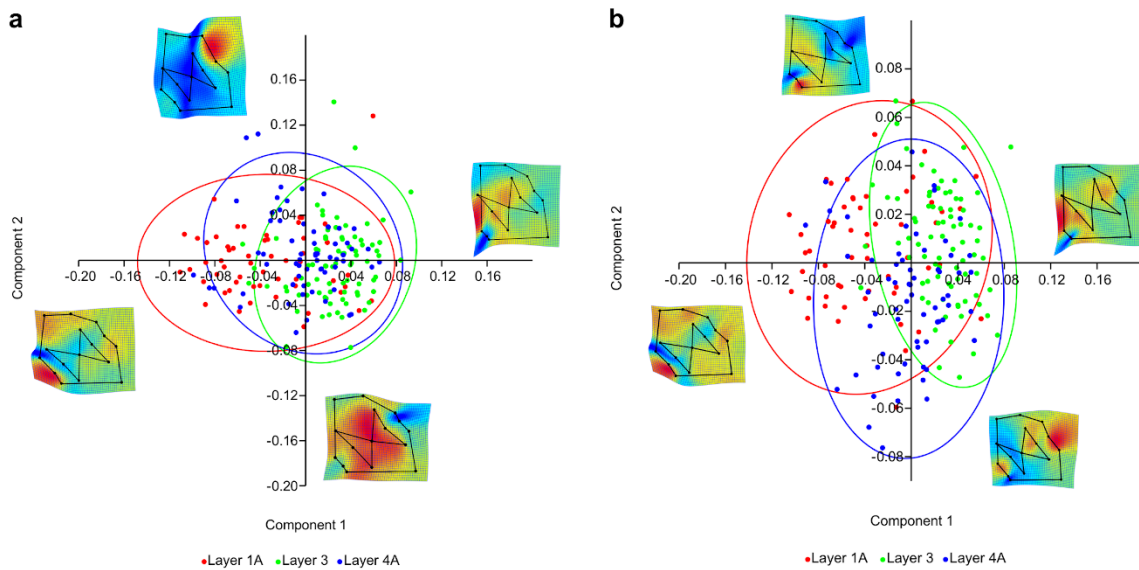 a
0.16
0.12
0.08
0.04
-0.20 -0.16 -0.12 -0.08 -0.04 0.04 0.08 0.12 0.16
-0.04
-0.08
-0.12
-0.16
-0.20
Component 2
Component 1
Layer 1A Layer 3 Layer 4A
b
0.08
0.06
0.04
0.02
-0.20 -0.16 -0.12 -0.08 -0.04 0.04 0.08 0.12 0.16
-0.02
-0.04
-0.06
-0.08
Component 2
Component 1
Layer 1A Layer 3 Layer 4A